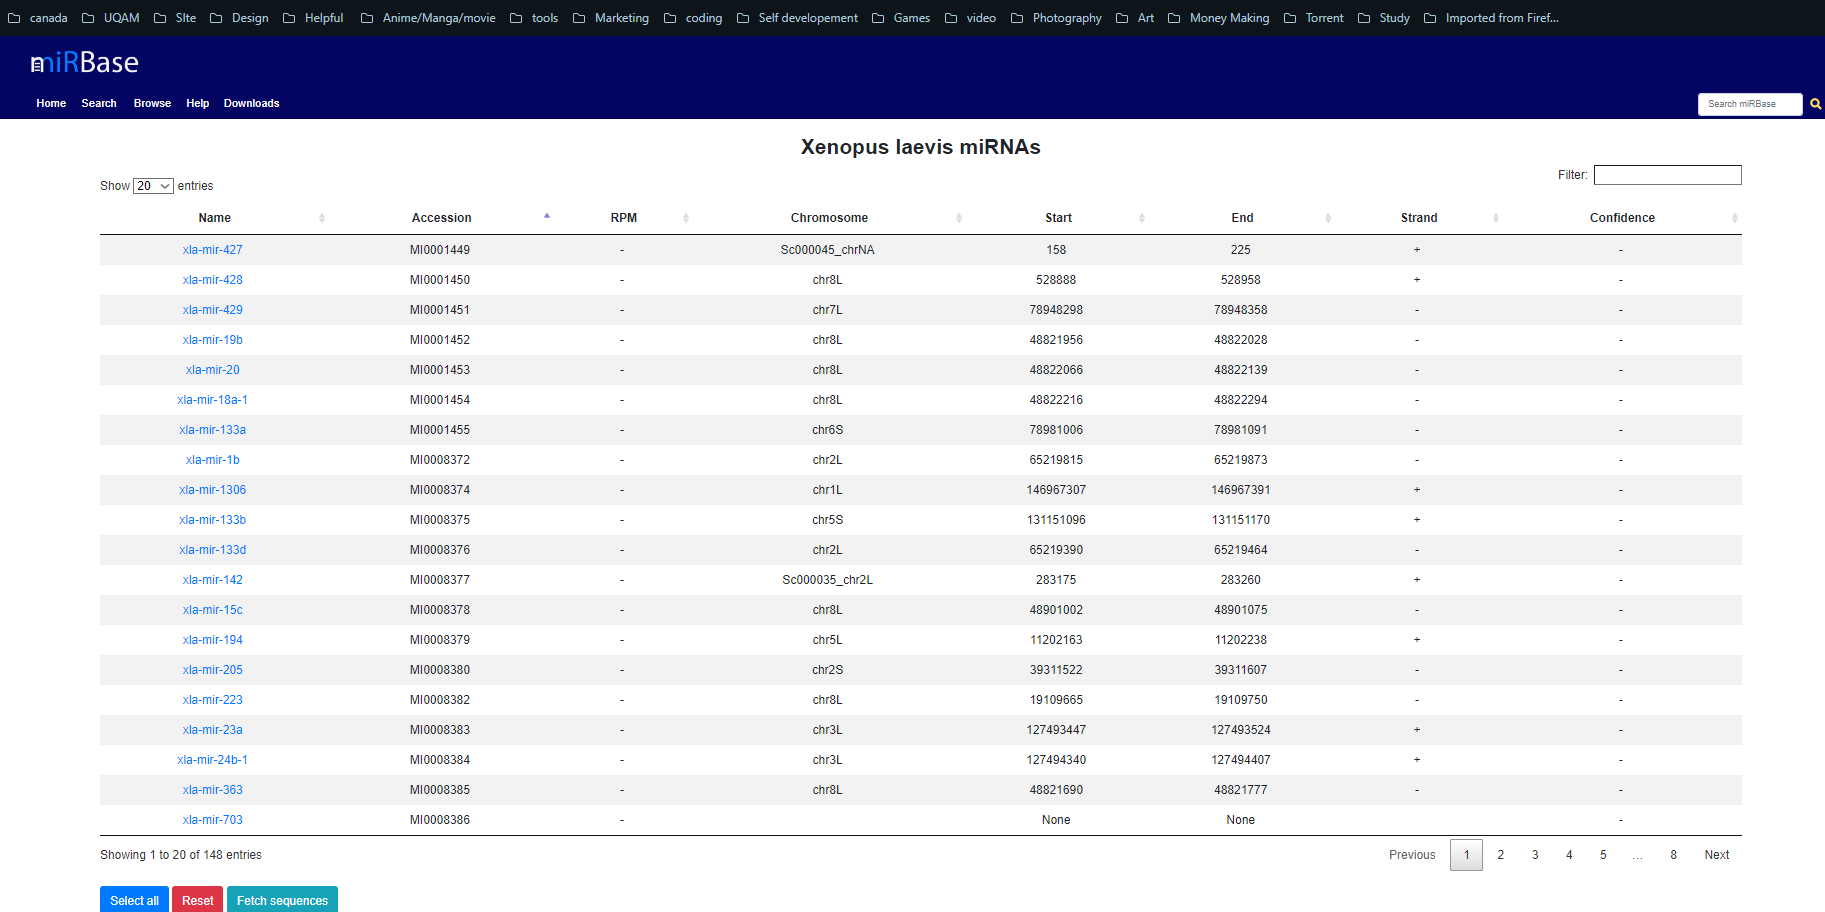 canada UQAM SIte Design Helpful Anime/Manga/movie tools Marketing coding Self developement Games video Photography Art Money Making Torrent Study Imported from Firef...
miRBase
Home Search Browse Help Downloads Search miRBase
Xenopus laevis miRNAs
Show 20 entries Filter:
Name Accession RPM Chromosome Start End Strand Confidence
xla-mir-427 MI0001449 - Sc000045_chrNA 158 225 + -
xla-mir-428 MI0001450 - chr8L 528888 528958 + -
xla-mir-429 MI0001451 - chr7L 78948298 78948358 - -
xla-mir-19b MI0001452 - chr8L 48821956 48822028 - -
xla-mir-20 MI0001453 - chr8L 48822066 48822139 - -
xla-mir-18a-1 MI0001454 - chr8L 48822216 48822294 - -
xla-mir-133a MI0001455 - chr6S 78981006 78981091 - -
xla-mir-1b MI0008372 - chr2L 65219815 65219873 - -
xla-mir-1306 MI0008374 - chr1L 146967307 146967391 + -
xla-mir-133b MI0008375 - chr5S 131151096 131151170 + -
xla-mir-133d MI0008376 - chr2L 65219390 65219464 - -
xla-mir-142 MI0008377 - Sc000035_chr2L 283175 283260 + -
xla-mir-15c MI0008378 - chr8L 48901002 48901075 - -
xla-mir-194 MI0008379 - chr5L 11202163 11202238 + -
xla-mir-205 MI0008380 - chr2S 39311522 39311607 - -
xla-mir-223 MI0008382 - chr8L 19109665 19109750 - -
xla-mir-23a MI0008383 - chr3L 127493447 127493524 + -
xla-mir-24b-1 MI0008384 - chr3L 127494340 127494407 + -
xla-mir-363 MI0008385 - chr8L 48821690 48821777 - -
xla-mir-703 MI0008386 - None None -
Showing 1 to 20 of 148 entries Previous 1 2 3 4 5 ... 8 Next
Select all Reset Fetch sequences